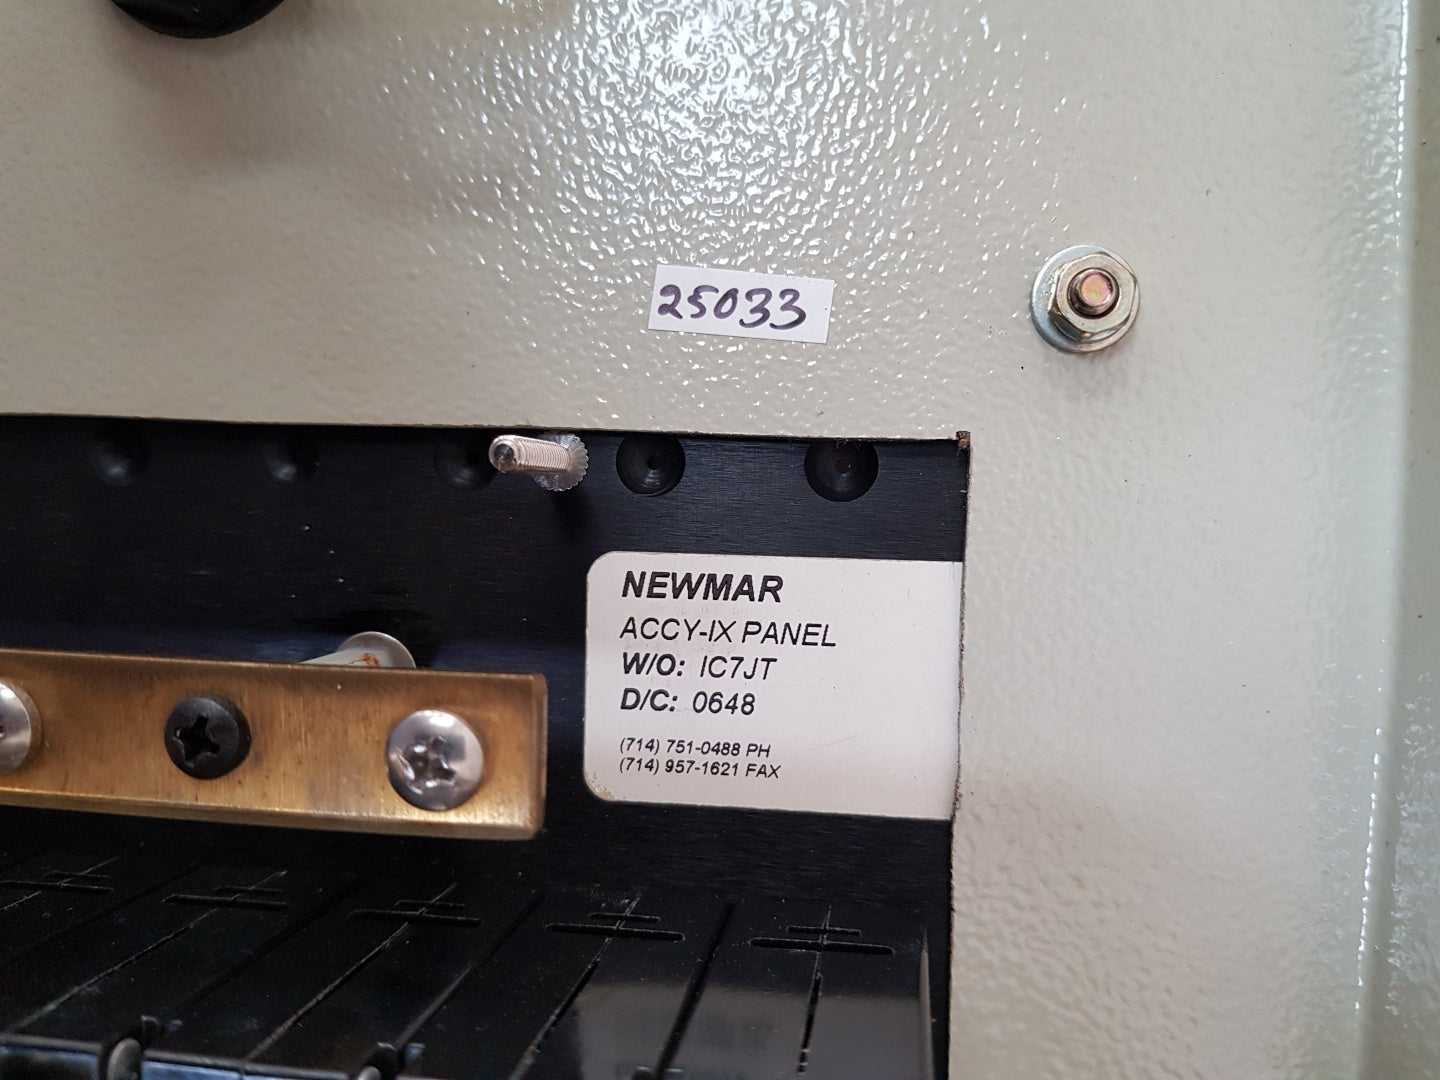 25033
NEWMAR
ACCY-IX PANEL
W/O: IC7JT
D/C: 0648
(714) 751-0488 PH
(714) 957-1621 FAX